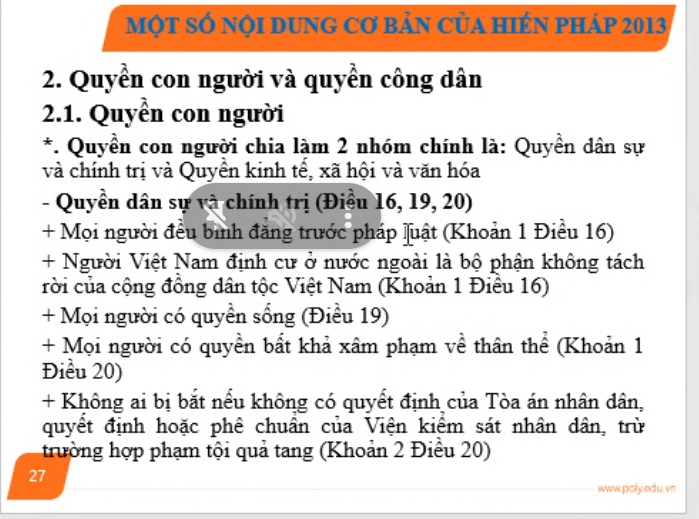 MỘT SỐ NỘI DUNG CƠ BẢN CỦA HIẾN PHÁP 2013
2. Quyền con người và quyền công dân
2.1. Quyền con người
*. Quyền con người chia làm 2 nhóm chính là: Quyền dân sự
và chính trị và Quyền kinh tế, xã hội và văn hóa
- Quyền dân sự và chính trị (Điều 16, 19, 20)
+ Mọi người đều bình đẳng trước pháp luật (Khoản 1 Điều 16)
+ Người Việt Nam định cư ở nước ngoài là bộ phận không tách
rời của cộng đồng dân tộc Việt Nam (Khoản 1 Điều 16)
+ Mọi người có quyền sống (Điều 19)
+ Mọi người có quyền bất khả xâm phạm về thân thể (Khoản 1
Điều 20)
+ Không ai bị bắt nếu không có quyết định của Tòa án nhân dân,
quyết định hoặc phê chuẩn của Viện kiểm sát nhân dân, trừ
trường hợp phạm tội quả tang (Khoản 2 Điều 20)
27
www.poly.edu.vn